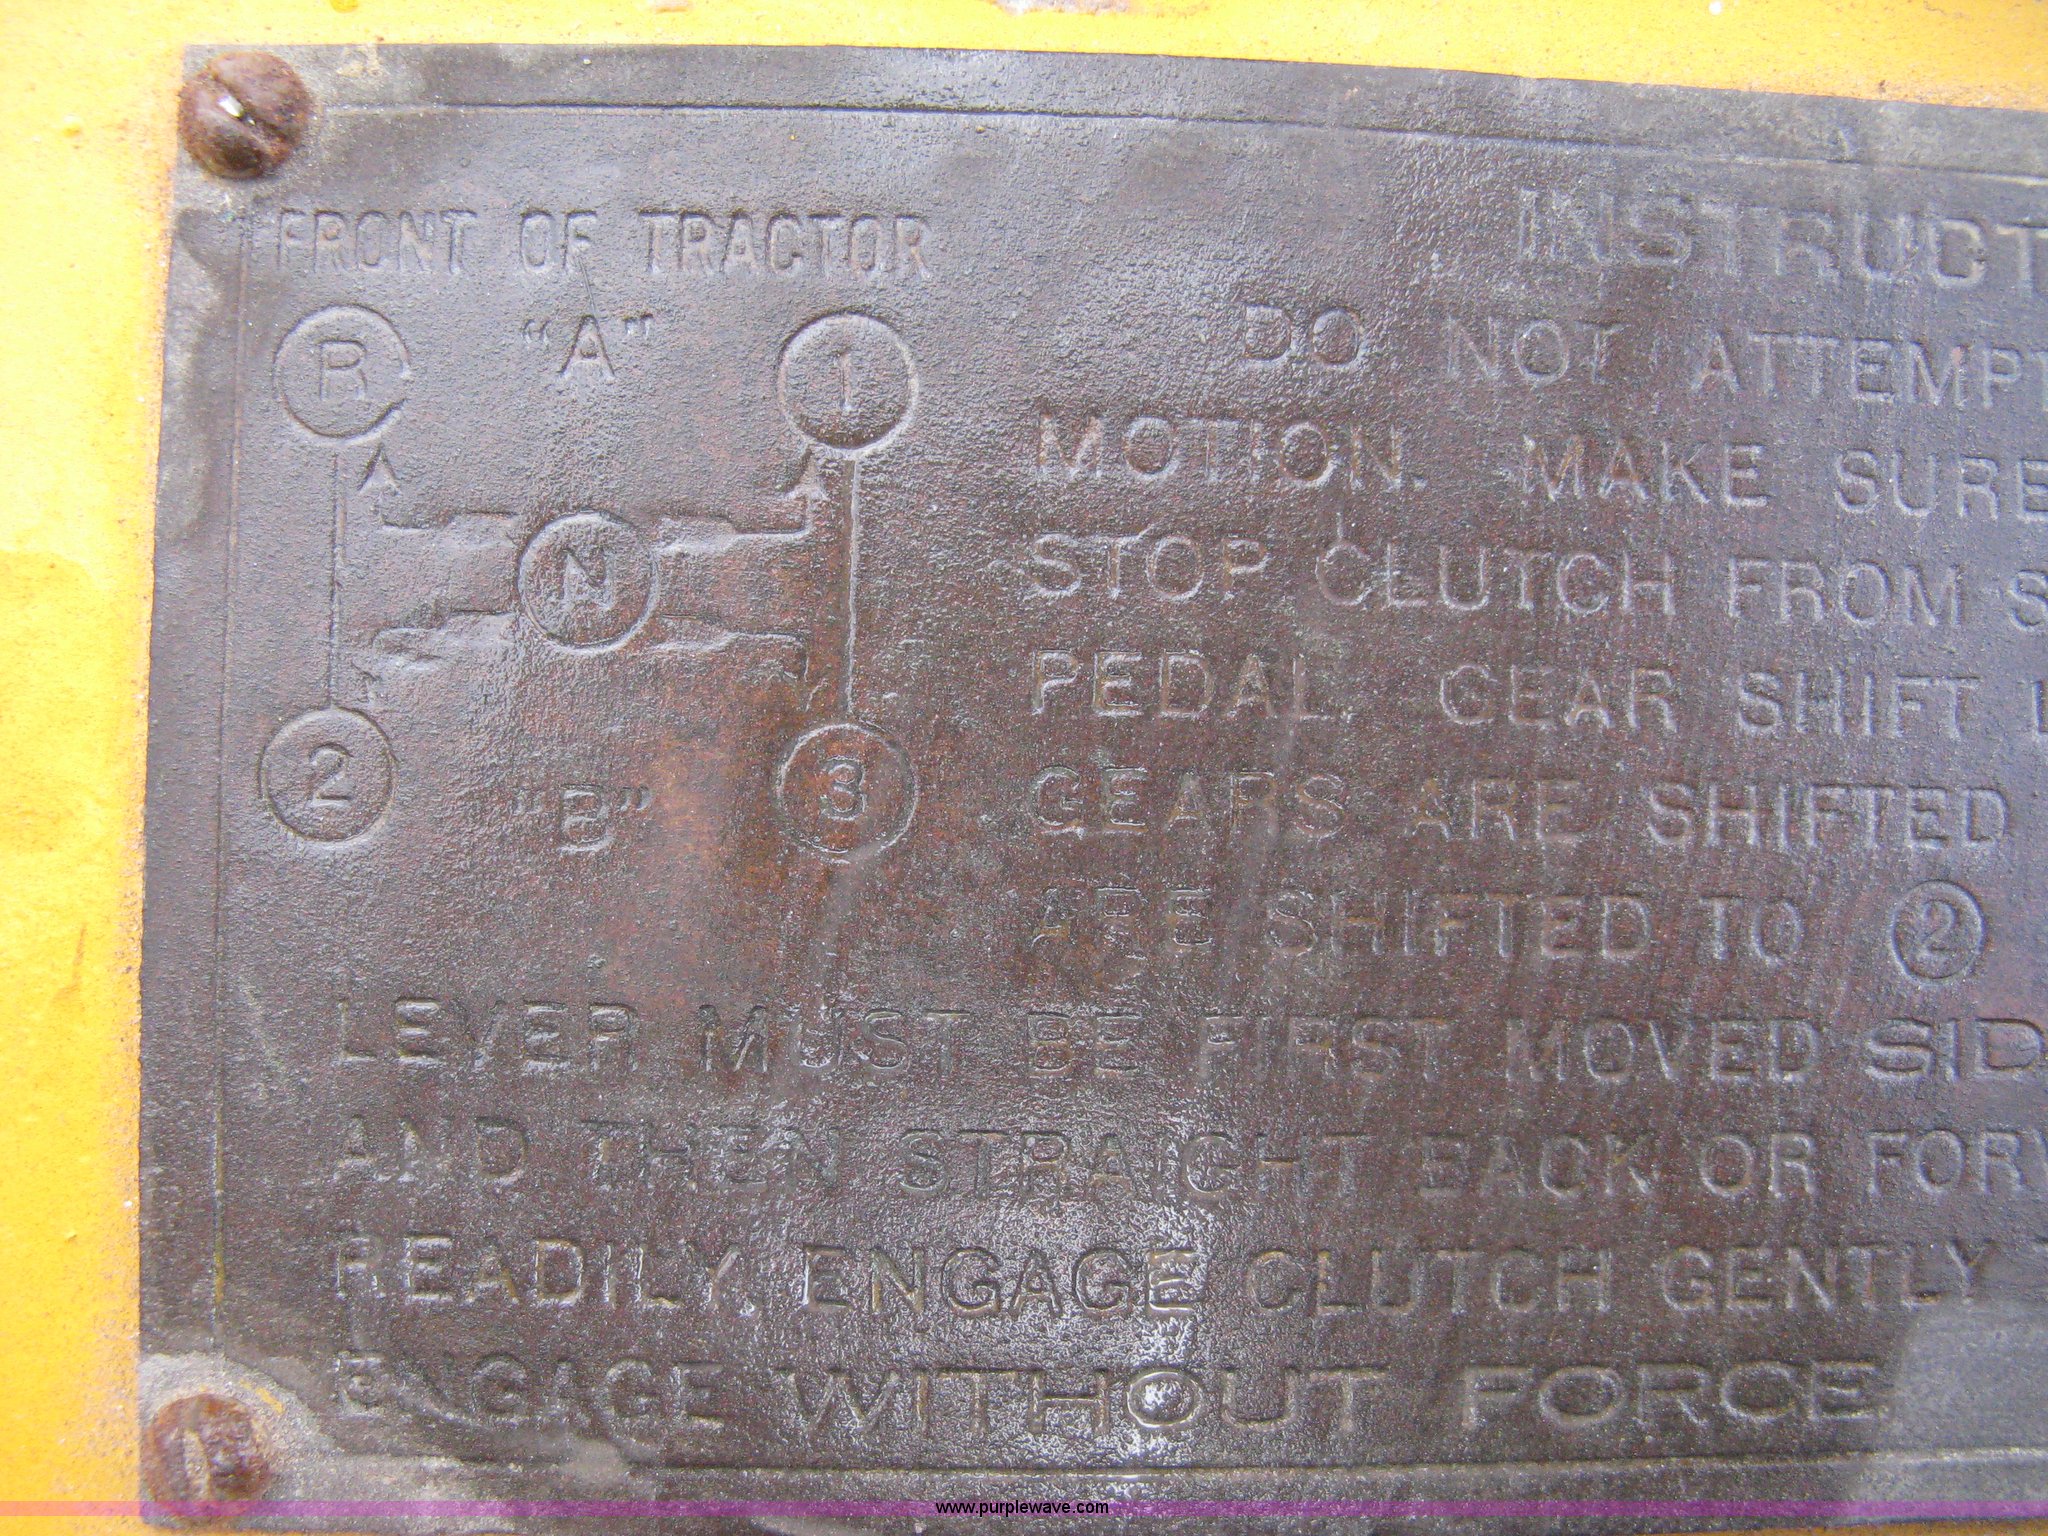 FRONT OF TRACTOR
R "A" 1
N
2 "B" 3
INSTRUCT
DO NOT ATTEMPT
MOTION. MAKE SURE
STOP CLUTCH FROM S
PEDAL. GEAR SHIFT L
GEARS ARE SHIFTED
ARE SHIFTED TO 2
LEVER MUST BE FIRST MOVED SID
AND THEN STRAIGHT BACK OR FORW
READILY, ENGAGE CLUTCH GENTLY T
ENGAGE WITHOUT FORCE.
www.purplewave.com